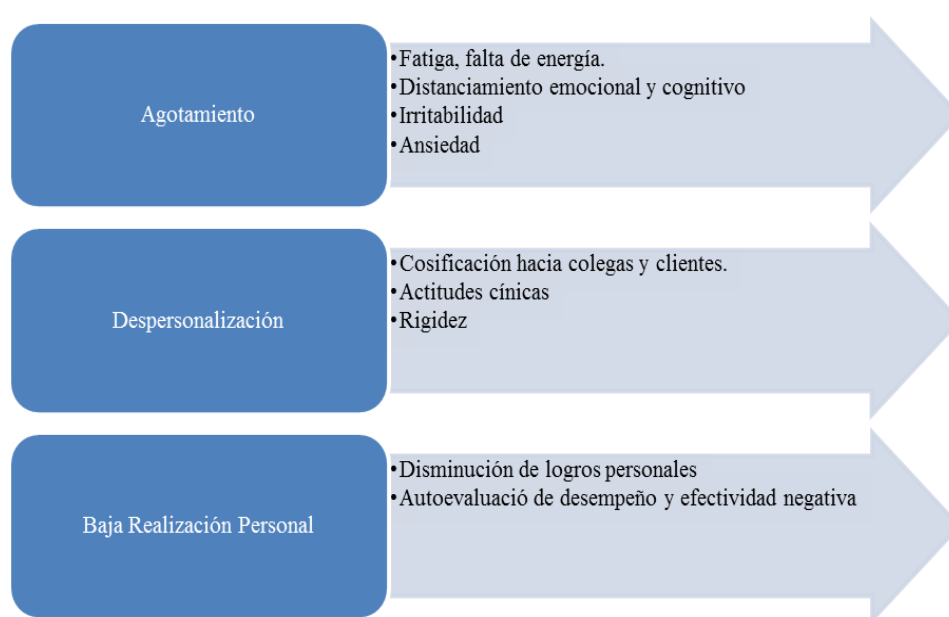 Agotamiento
•Fatiga, falta de energía.
•Distanciamiento emocional y cognitivo
•Irritabilidad
•Ansiedad
Despersonalización
•Cosificación hacia colegas y clientes.
•Actitudes cínicas
•Rigidez
Baja Realización Personal
•Disminución de logros personales
•Autoevaluació de desempeño y efectividad negativa